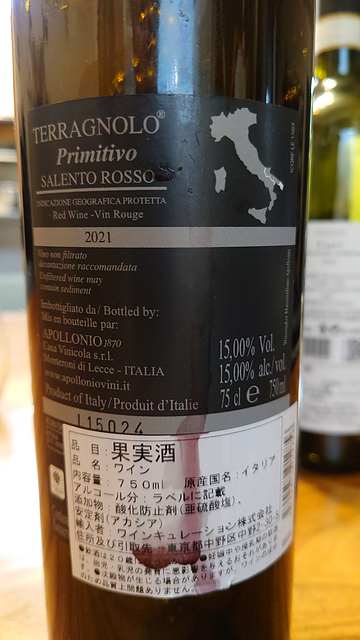 TERRAGNOLO®
Primitivo
SALENTO ROSSO
INDICAZIONE GEOGRAFICA PROTETTA
Red Wine -Vin Rouge
2021
Vino non filtrato
decantazione raccomandata
Unfiltered wine may
contain sediment
Imbottigliato da / Bottled by:
Mis en bouteille par:
APOLLONIO 1870
Casa Vinicola s.r.l.
Monteroni di Lecce - ITALIA
www.apolloniovini.it
Product of Italy/Produit d'Italie
15,00% Vol.
15,00% alc./vol.
75 cl e 750ml
L15024
品目:果実酒
品名:ワイン
内容量:750ml 原産国名:イタリア
アルコール分:ラベルに記載
添加物:酸化防止剤(亜硫酸塩)、
安定剤(アカシア)
輸入者:ワインキュレーション株式会社
住所及び引取先:東京都中野区中野2-30-5